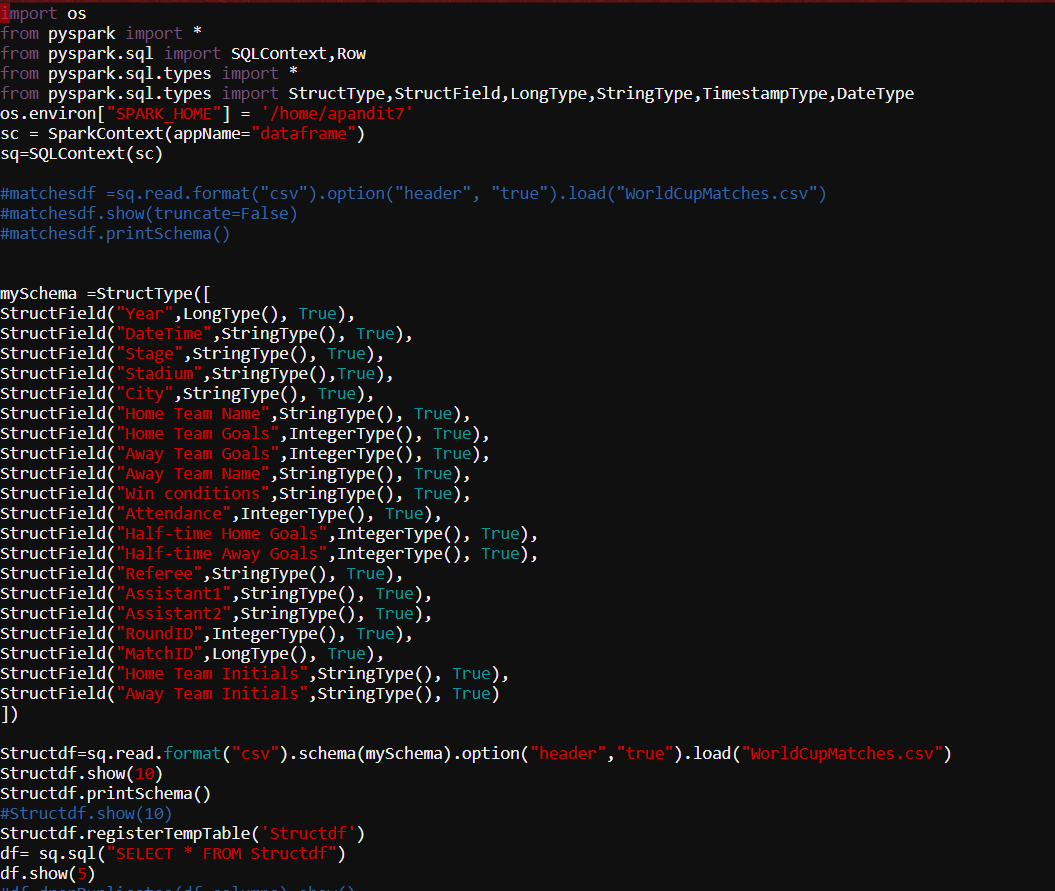 import os
from pyspark import *
from pyspark.sql import SQLContext,Row
from pyspark.sql.types import *
from pyspark.sql.types import StructType,StructField,LongType,StringType,TimestampType,DateType
os.environ["SPARK_HOME"] = '/home/apandit7'
sc = SparkContext(appName="dataframe")
sq=SQLContext(sc)
#matchesdf =sq.read.format("csv").option("header", "true").load("WorldCupMatches.csv")
#matchesdf.show(truncate=False)
#matchesdf.printSchema()
mySchema =StructType([
StructField("Year",LongType(), True),
StructField("DateTime",StringType(), True),
StructField("Stage",StringType(), True),
StructField("Stadium",StringType(),True),
StructField("City",StringType(), True),
StructField("Home Team Name",StringType(), True),
StructField("Home Team Goals",IntegerType(), True),
StructField("Away Team Goals",IntegerType(), True),
StructField("Away Team Name",StringType(), True),
StructField("Win conditions",StringType(), True),
StructField("Attendance",IntegerType(), True),
StructField("Half-time Home Goals",IntegerType(), True),
StructField("Half-time Away Goals",IntegerType(), True),
StructField("Referee",StringType(), True),
StructField("Assistant1",StringType(), True),
StructField("Assistant2",StringType(), True),
StructField("RoundID",IntegerType(), True),
StructField("MatchID",LongType(), True),
StructField("Home Team Initials",StringType(), True),
StructField("Away Team Initials",StringType(), True)
])
Structdf=sq.read.format("csv").schema(mySchema).option("header","true").load("WorldCupMatches.csv")
Structdf.show(10)
Structdf.printSchema()
#Structdf.show(10)
Structdf.registerTempTable('Structdf')
df= sq.sql("SELECT * FROM Structdf")
df.show(5)
#df.dropDuplicates(df.columns).show()